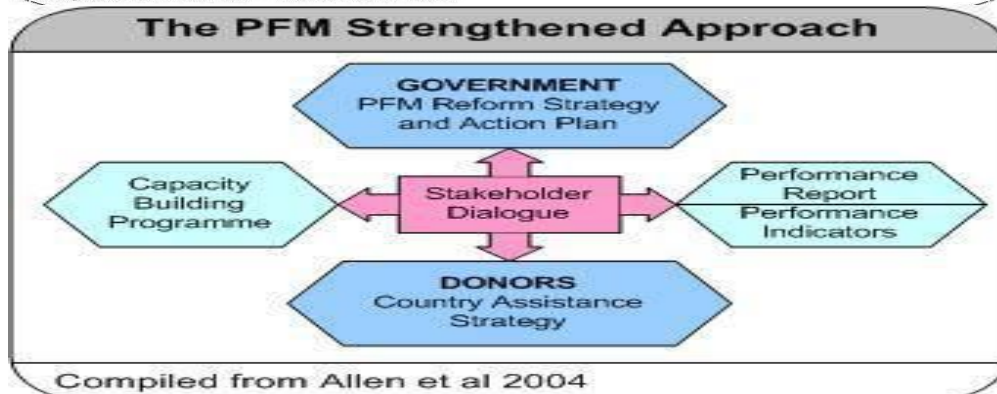 The PFM Strengthened Approach
GOVERNMENT
PFM Reform Strategy
and Action Plan
Capacity
Building
Programme
Stakeholder
Dialogue
Performance
Report
Performance
Indicators
DONORS
Country Assistance
Strategy
Compiled from Allen et al 2004